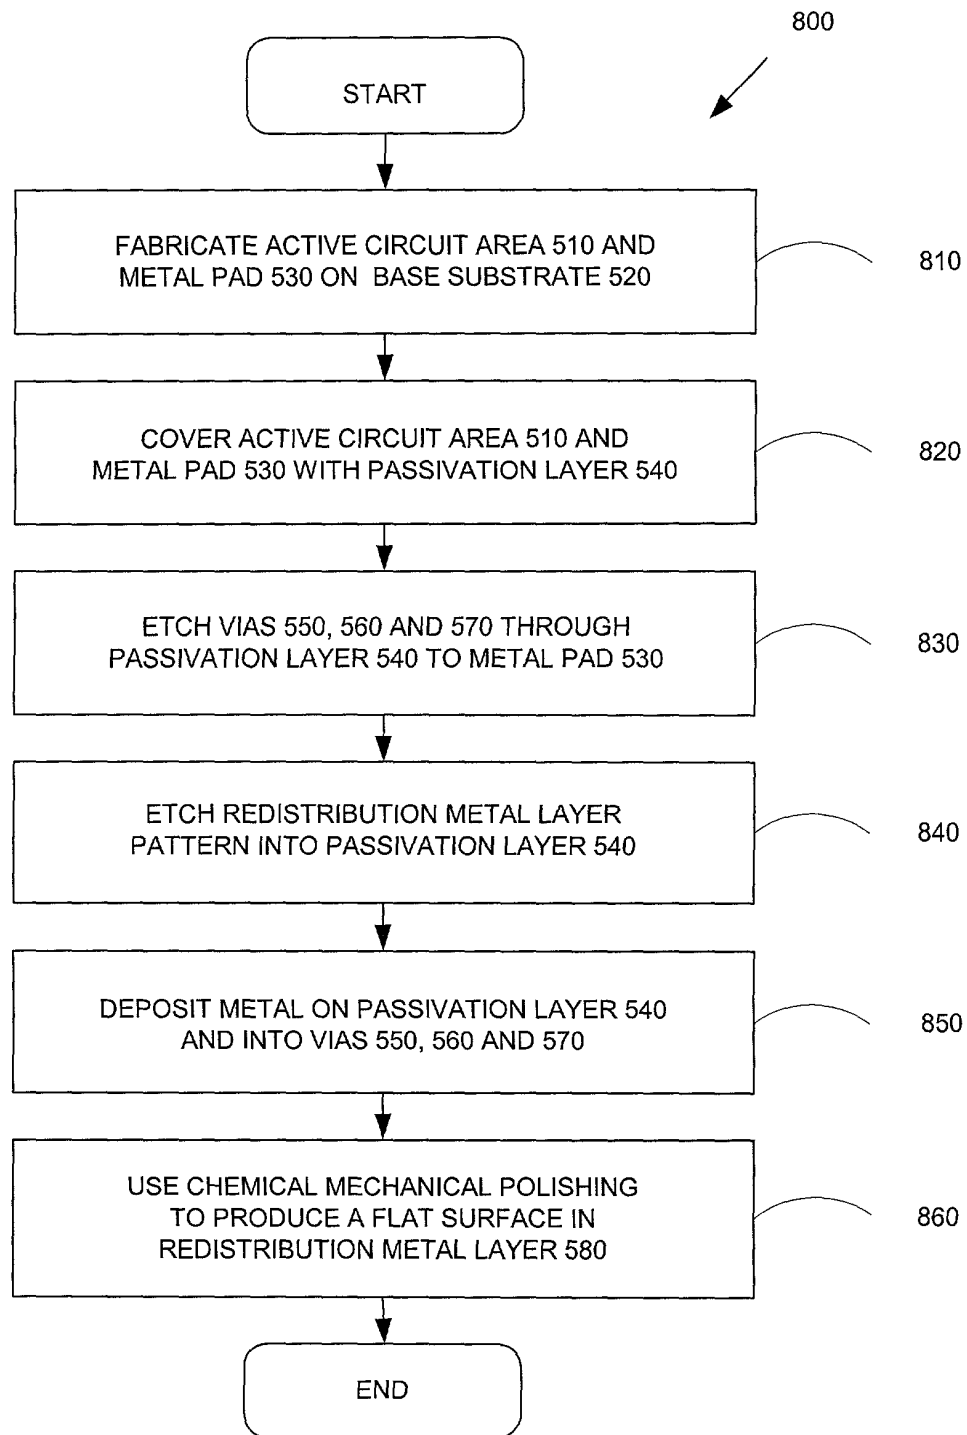 800
START
FABRICATE ACTIVE CIRCUIT AREA 510 AND
METAL PAD 530 ON BASE SUBSTRATE 520
810
COVER ACTIVE CIRCUIT AREA 510 AND
METAL PAD 530 WITH PASSIVATION LAYER 540
820
ETCH VIAS 550, 560 AND 570 THROUGH
PASSIVATION LAYER 540 TO METAL PAD 530
830
ETCH REDISTRIBUTION METAL LAYER
PATTERN INTO PASSIVATION LAYER 540
840
DEPOSIT METAL ON PASSIVATION LAYER 540
AND INTO VIAS 550, 560 AND 570
850
USE CHEMICAL MECHANICAL POLISHING
TO PRODUCE A FLAT SURFACE IN
REDISTRIBUTION METAL LAYER 580
860
END